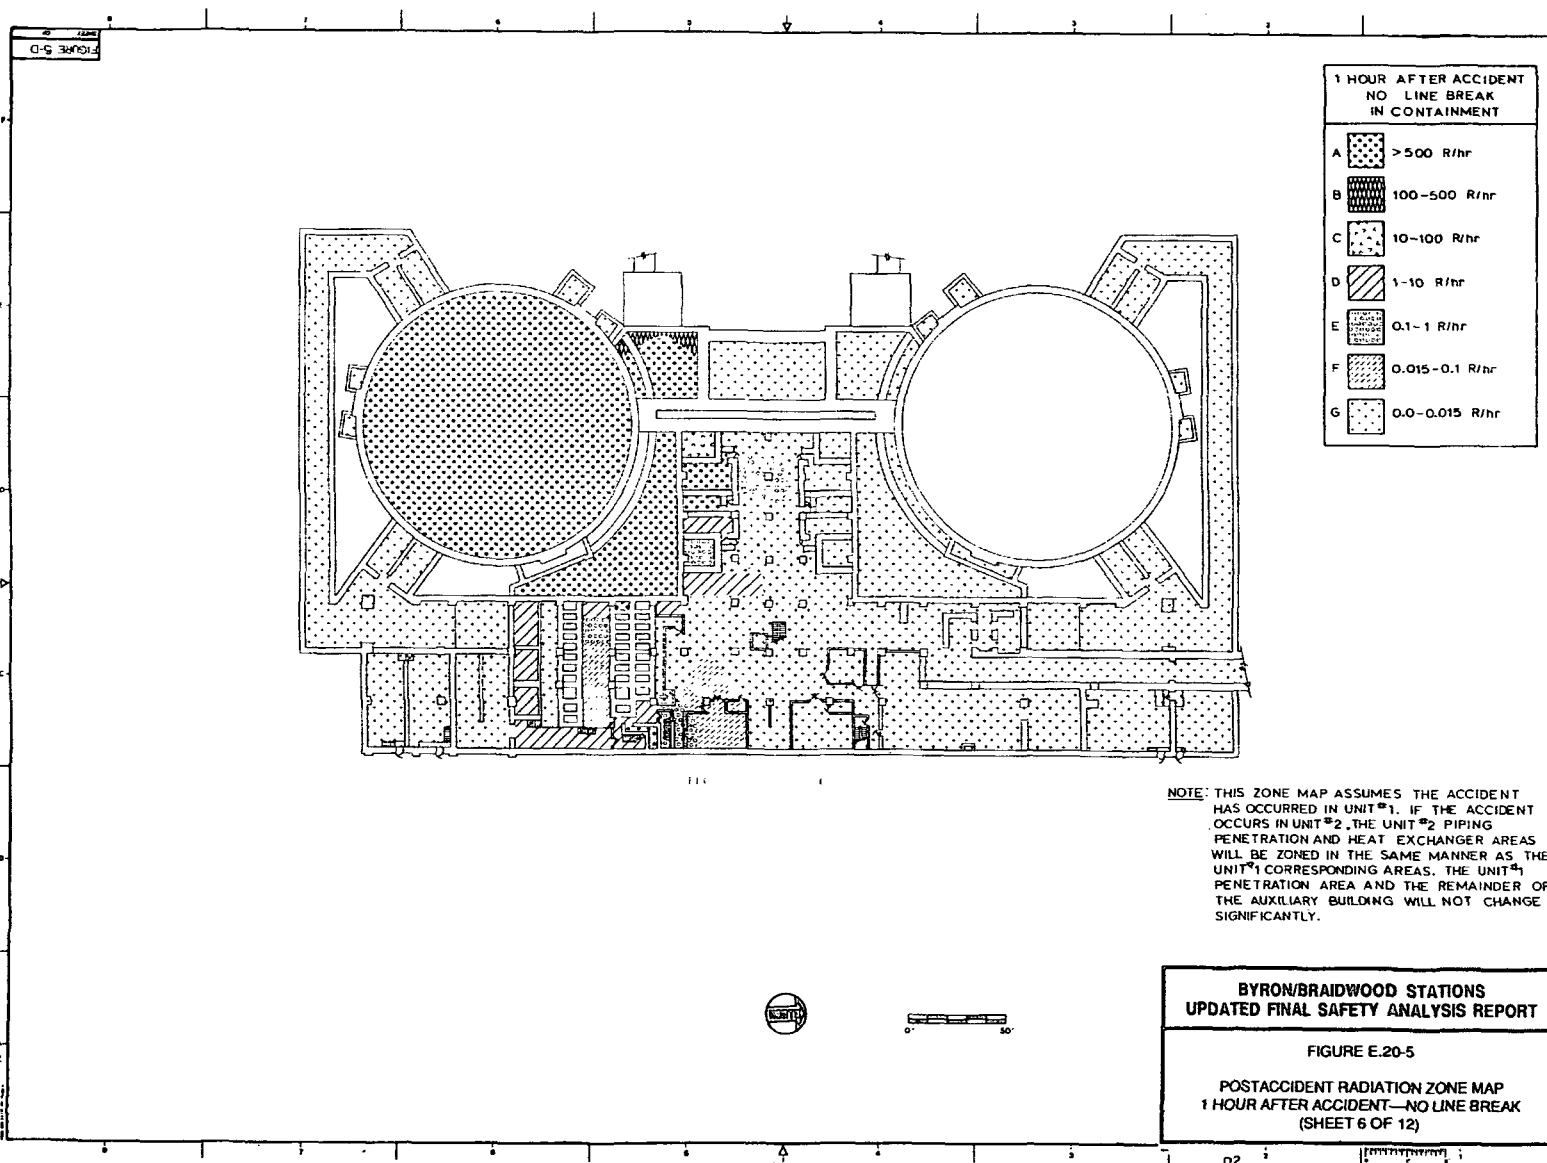 SHEET OF
FIGURE 5-D
1 HOUR AFTER ACCIDENT
NO LINE BREAK
IN CONTAINMENT
A >500 R/hr
B 100-500 R/hr
C 10-100 R/hr
D 1-10 R/hr
E 0.1-1 R/hr
F 0.015-0.1 R/hr
G 0.0-0.015 R/hr
NOTE: THIS ZONE MAP ASSUMES THE ACCIDENT
HAS OCCURRED IN UNIT #1. IF THE ACCIDENT
OCCURS IN UNIT #2, THE UNIT #2 PIPING
PENETRATION AND HEAT EXCHANGER AREAS
WILL BE ZONED IN THE SAME MANNER AS THE
UNIT #1 CORRESPONDING AREAS. THE UNIT #1
PENETRATION AREA AND THE REMAINDER OF
THE AUXILIARY BUILDING WILL NOT CHANGE
SIGNIFICANTLY.
0' 50'
BYRON/BRAIDWOOD STATIONS
UPDATED FINAL SAFETY ANALYSIS REPORT
FIGURE E.20-5
POSTACCIDENT RADIATION ZONE MAP
1 HOUR AFTER ACCIDENT—NO LINE BREAK
(SHEET 6 OF 12)